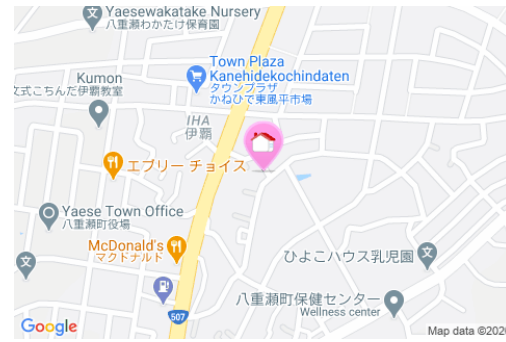 Yaesewakatake Nursery
八重瀬わかたけ保育園
Town Plaza
Kanehidekochindaten
タウンプラザ
かねひで東風平市場
Kumon
文式こちんだ伊覇教室
IHA
伊覇
エブリー チョイス
Yaese Town Office
八重瀬町役場
McDonald's
マクドナルド
ひよこハウス乳児園
八重瀬町保健センター
Wellness center
507
Google
Map data ©2020
文
文
文